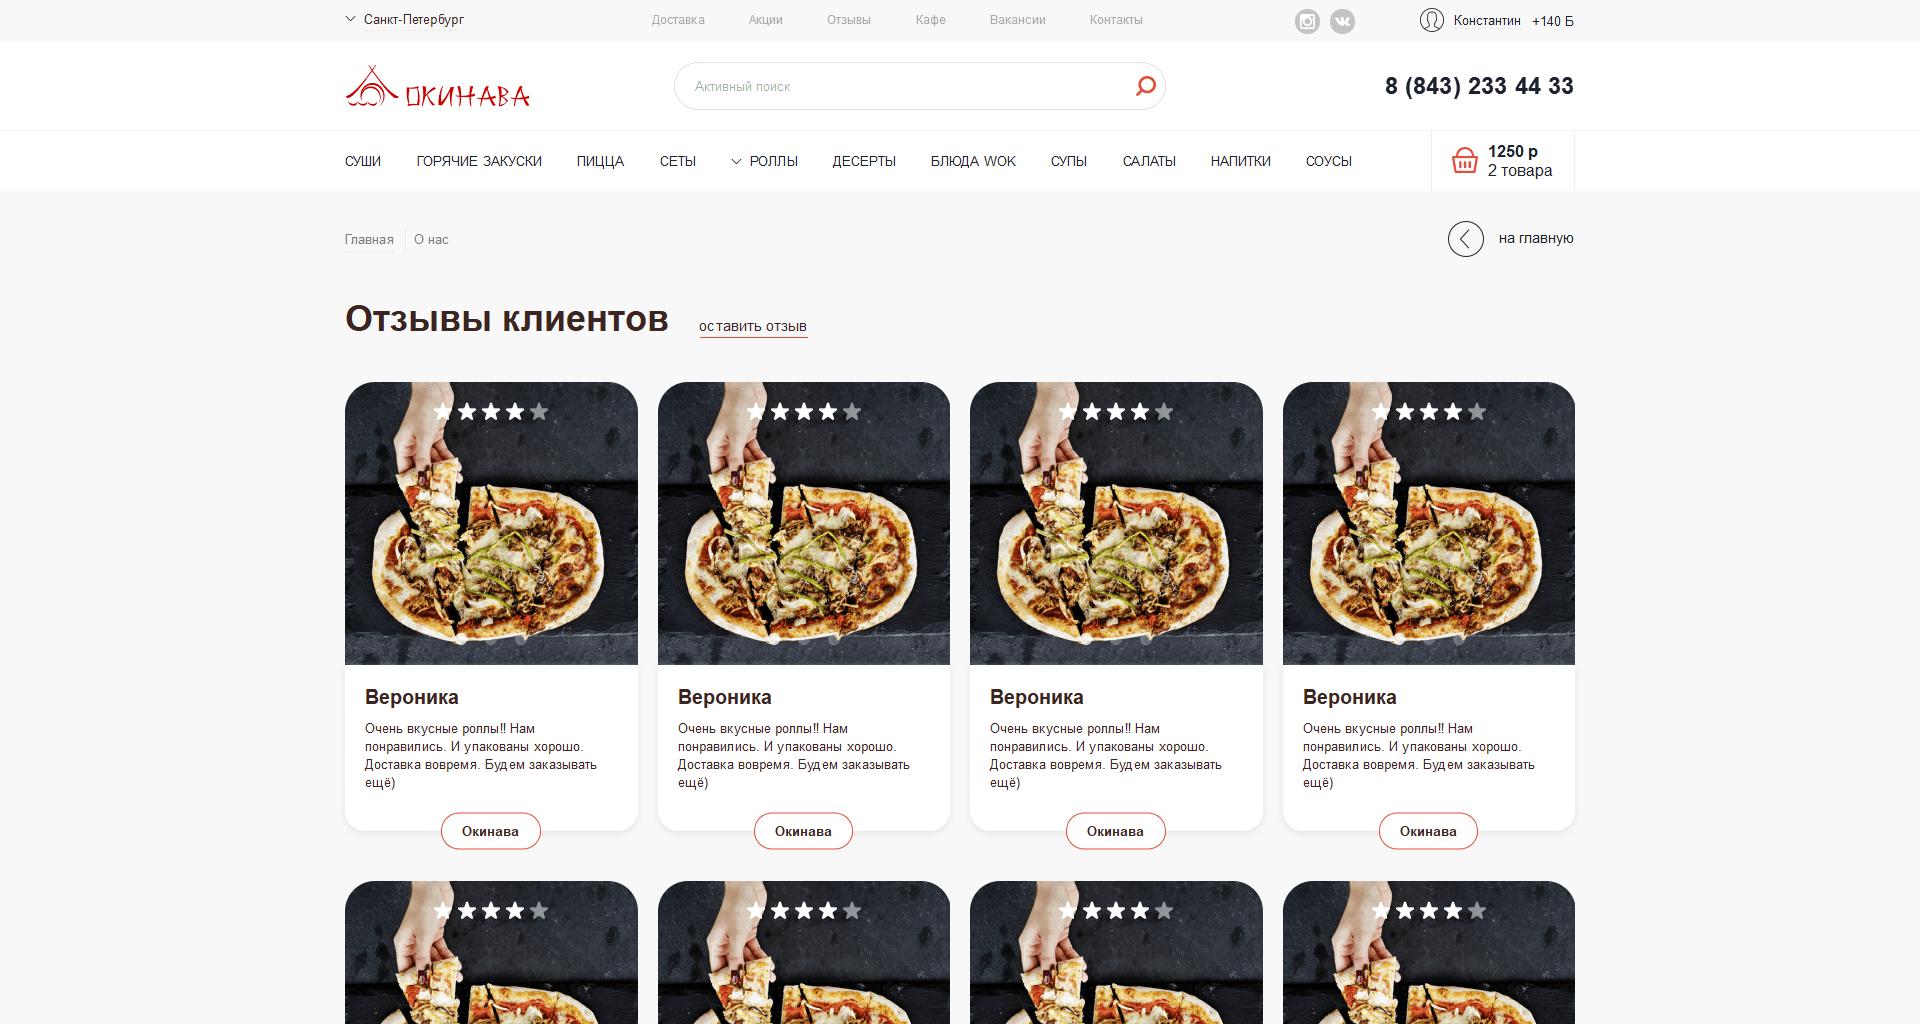 Санкт-Петербург
Доставка Акции Отзывы Кафе Вакансии Контакты
Константин +140 Б
ОКИНАВА
Активный поиск
8 (843) 233 44 33
СУШИ ГОРЯЧИЕ ЗАКУСКИ ПИЦЦА СЕТЫ РОЛЛЫ ДЕСЕРТЫ БЛЮДА WOK СУПЫ САЛАТЫ НАПИТКИ СОУСЫ
1250 р
2 товара
Главная О нас
на главную
Отзывы клиентов оставить отзыв
Вероника
Очень вкусные роллы!! Нам
понравились. И упакованы хорошо.
Доставка вовремя. Будем заказывать
ещё)
Окинава
Вероника
Очень вкусные роллы!! Нам
понравились. И упакованы хорошо.
Доставка вовремя. Будем заказывать
ещё)
Окинава
Вероника
Очень вкусные роллы!! Нам
понравились. И упакованы хорошо.
Доставка вовремя. Будем заказывать
ещё)
Окинава
Вероника
Очень вкусные роллы!! Нам
понравились. И упакованы хорошо.
Доставка вовремя. Будем заказывать
ещё)
Окинава